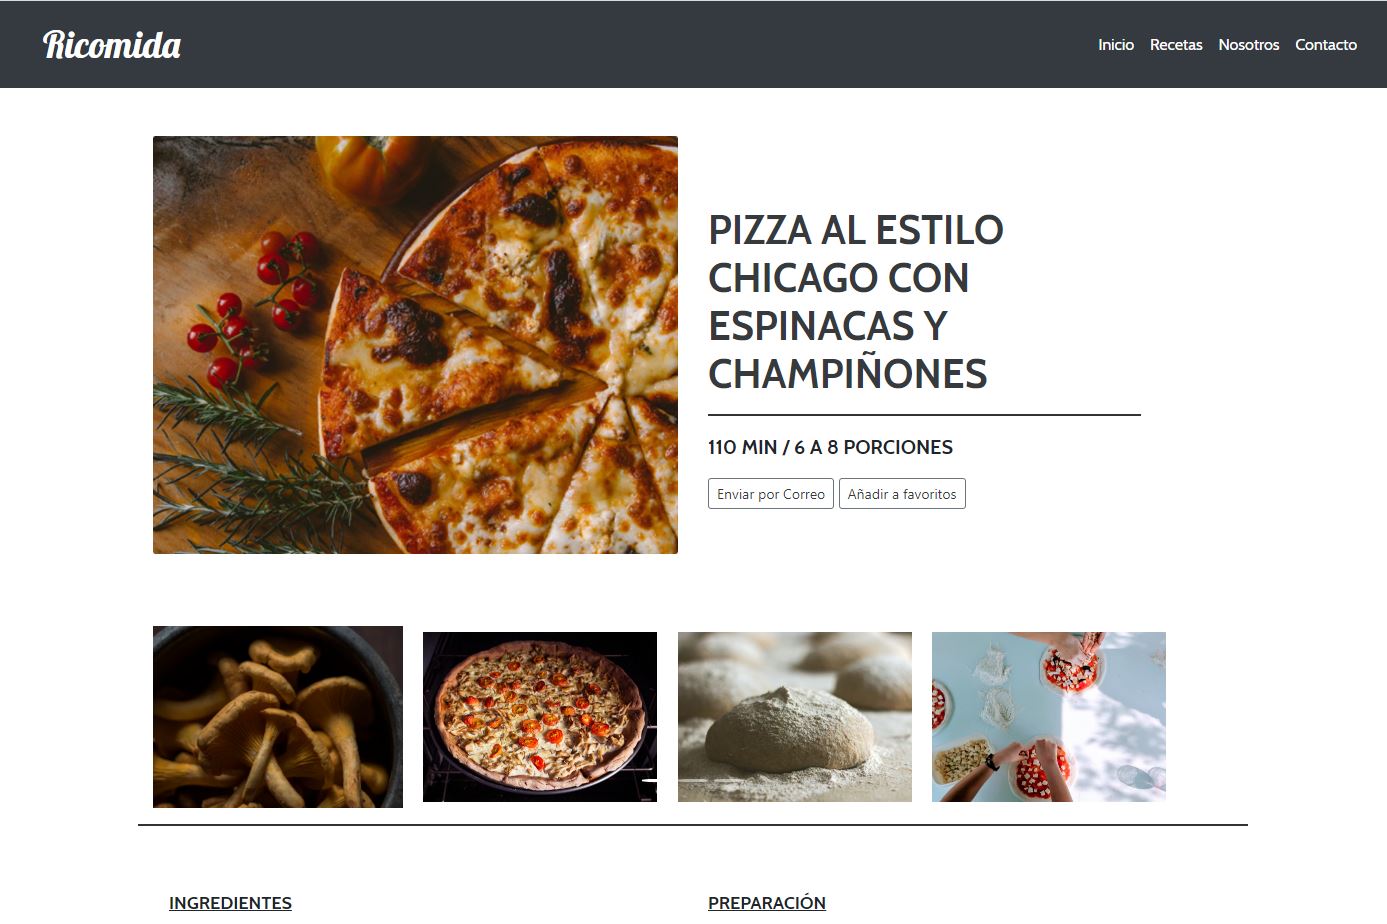 Ricomida
Inicio Recetas Nosotros Contacto
PIZZA AL ESTILO
CHICAGO CON
ESPINACAS Y
CHAMPIÑONES
110 MIN / 6 A 8 PORCIONES
Enviar por Correo Añadir a favoritos
INGREDIENTES PREPARACIÓN